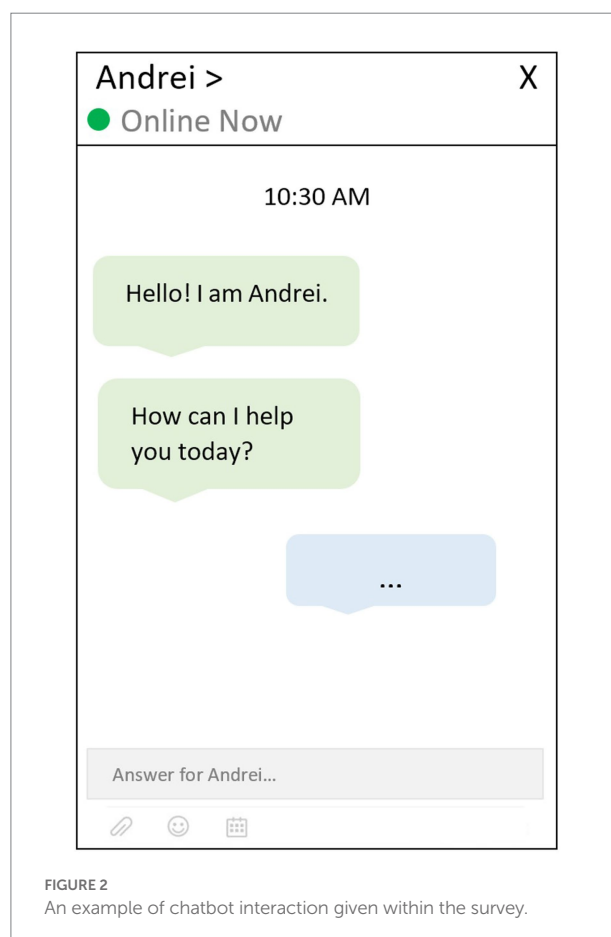 Andrei > X
Online Now
10:30 AM
Hello! I am Andrei.
How can I help
you today?
...
Answer for Andrei...
FIGURE 2
An example of chatbot interaction given within the survey.